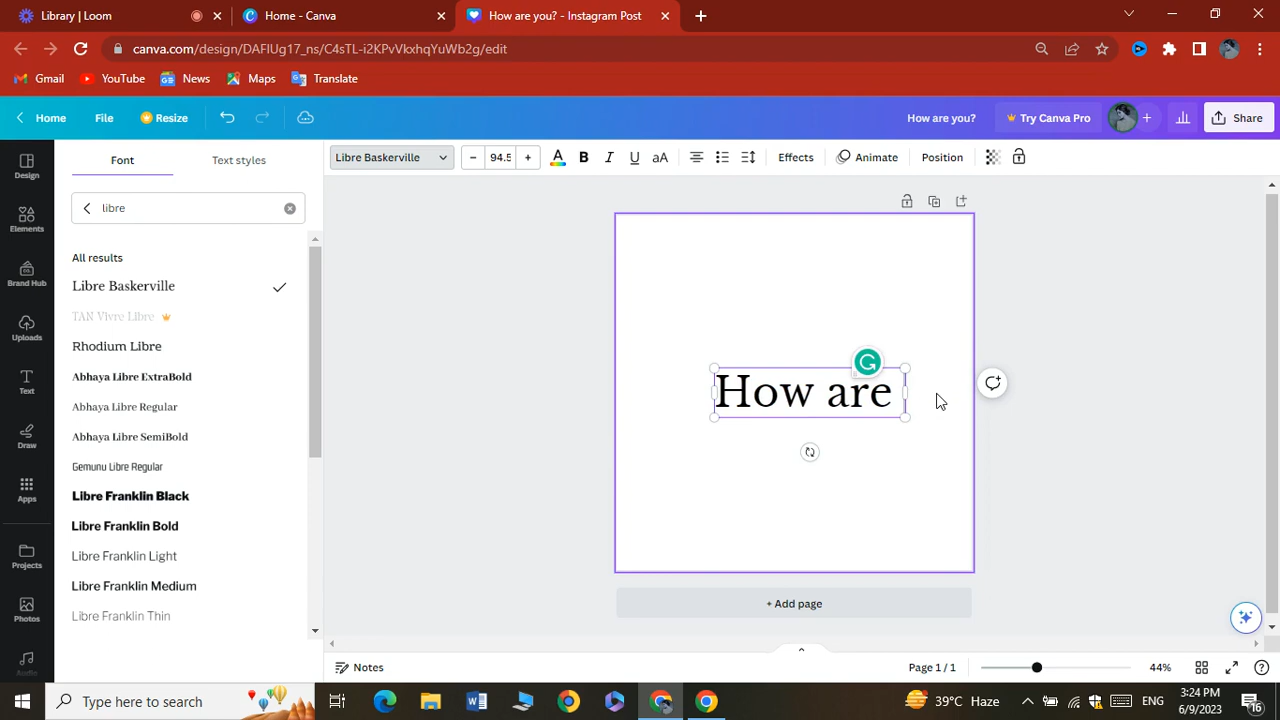 Library | Loom
Home - Canva
How are you? - Instagram Post
canva.com/design/DAFlUg17_ns/C4sTL-i2KPvVkxhqYuWb2g/edit
Gmail
YouTube
News
Maps
Translate
Home
File
Resize
How are you?
Try Canva Pro
Share
Design
Elements
Brand Hub
Uploads
Text
Draw
Apps
Projects
Photos
Audio
Font
Text styles
libre
All results
Libre Baskerville
TAN Vivre Libre
Rhodium Libre
Abhaya Libre ExtraBold
Abhaya Libre Regular
Abhaya Libre SemiBold
Gemunu Libre Regular
Libre Franklin Black
Libre Franklin Bold
Libre Franklin Light
Libre Franklin Medium
Libre Franklin Thin
Libre Baskerville
− 94.5 +
A B I U aA
Effects
Animate
Position
How are
+ Add page
Notes
Page 1 / 1
44%
Type here to search
39°C Haze
ENG
3:24 PM
6/9/2023
16